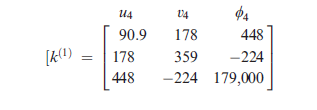 u₄ v₄ ϕ₄
90.9 178 448
[k⁽¹⁾ = 178 359 −224
448 −224 179,000